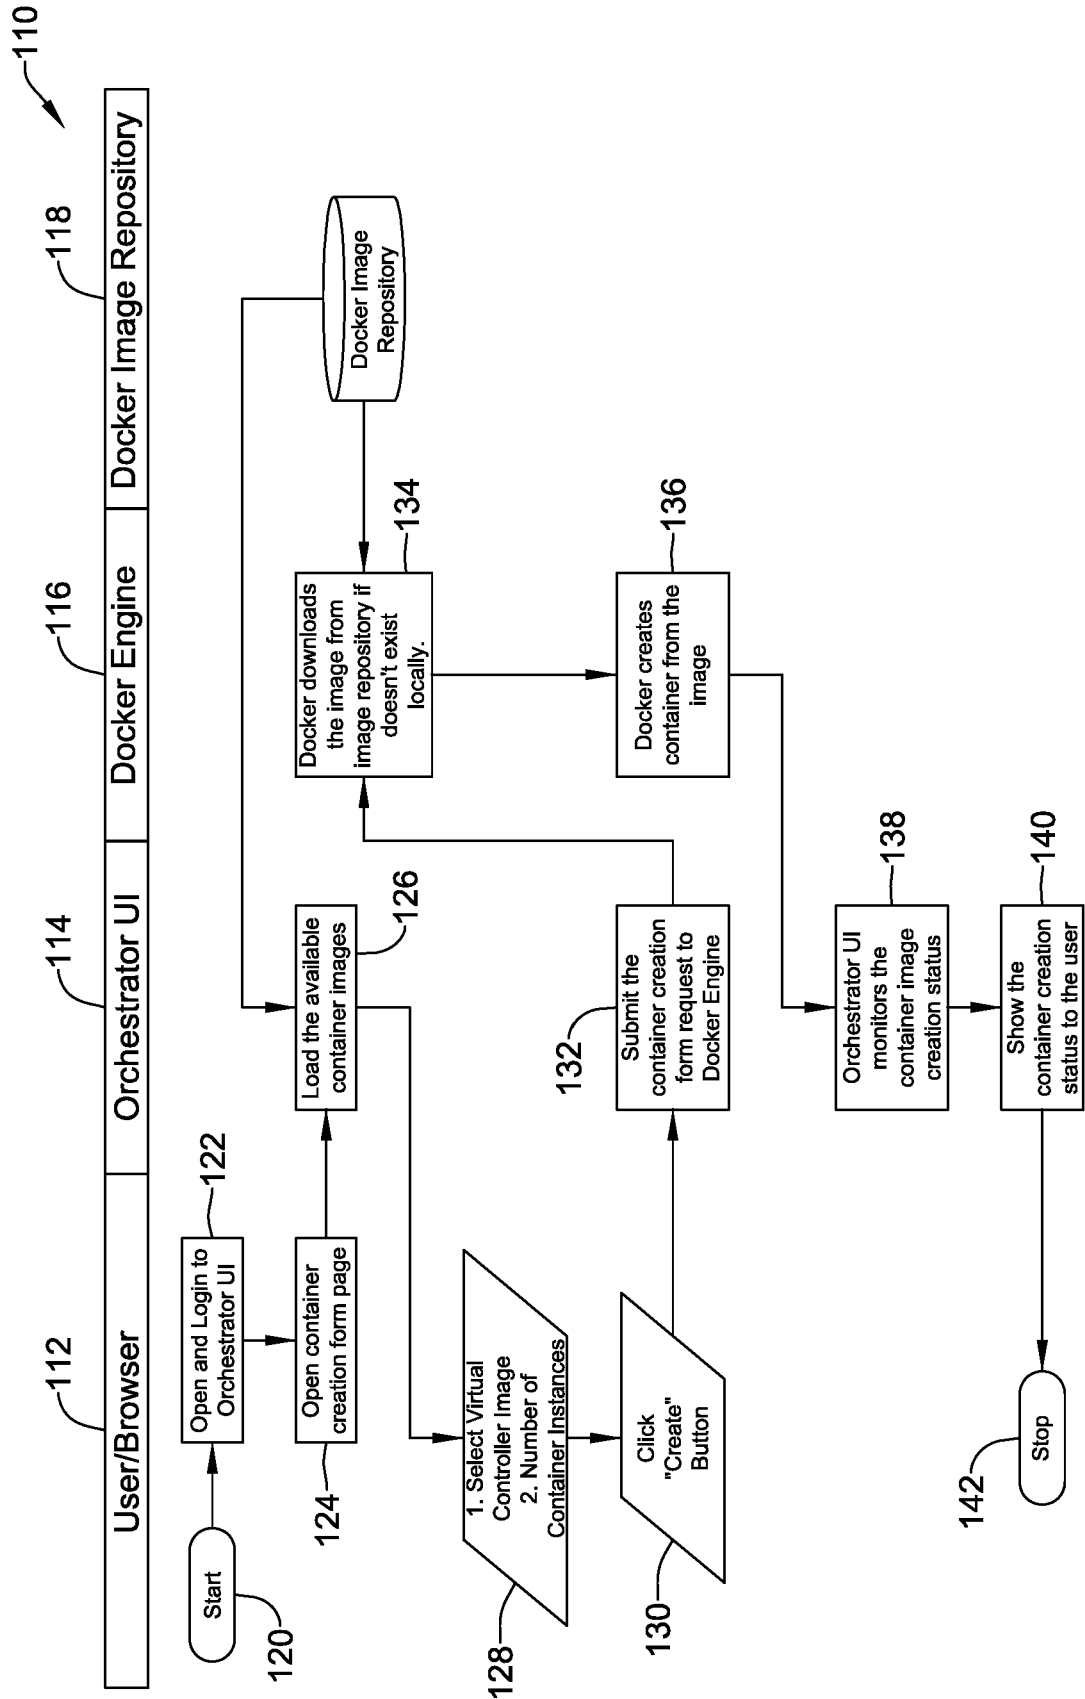 110
112
114
116
118
User/Browser
Orchestrator UI
Docker Engine
Docker Image Repository
Start
120
Open and Login to
Orchestrator UI
122
Open container
creation form page
124
Load the available
container images
126
Docker downloads
the image from
image repository if
doesn't exist
locally.
134
Docker Image
Repository
1. Select Virtual
Controller Image
2. Number of
Container Instances
128
Click
"Create"
Button
130
Submit the
container creation
form request to
Docker Engine
132
Docker creates
container from the
image
136
Orchestrator UI
monitors the
container image
creation status
138
Show the
container creation
status to the user
140
Stop
142